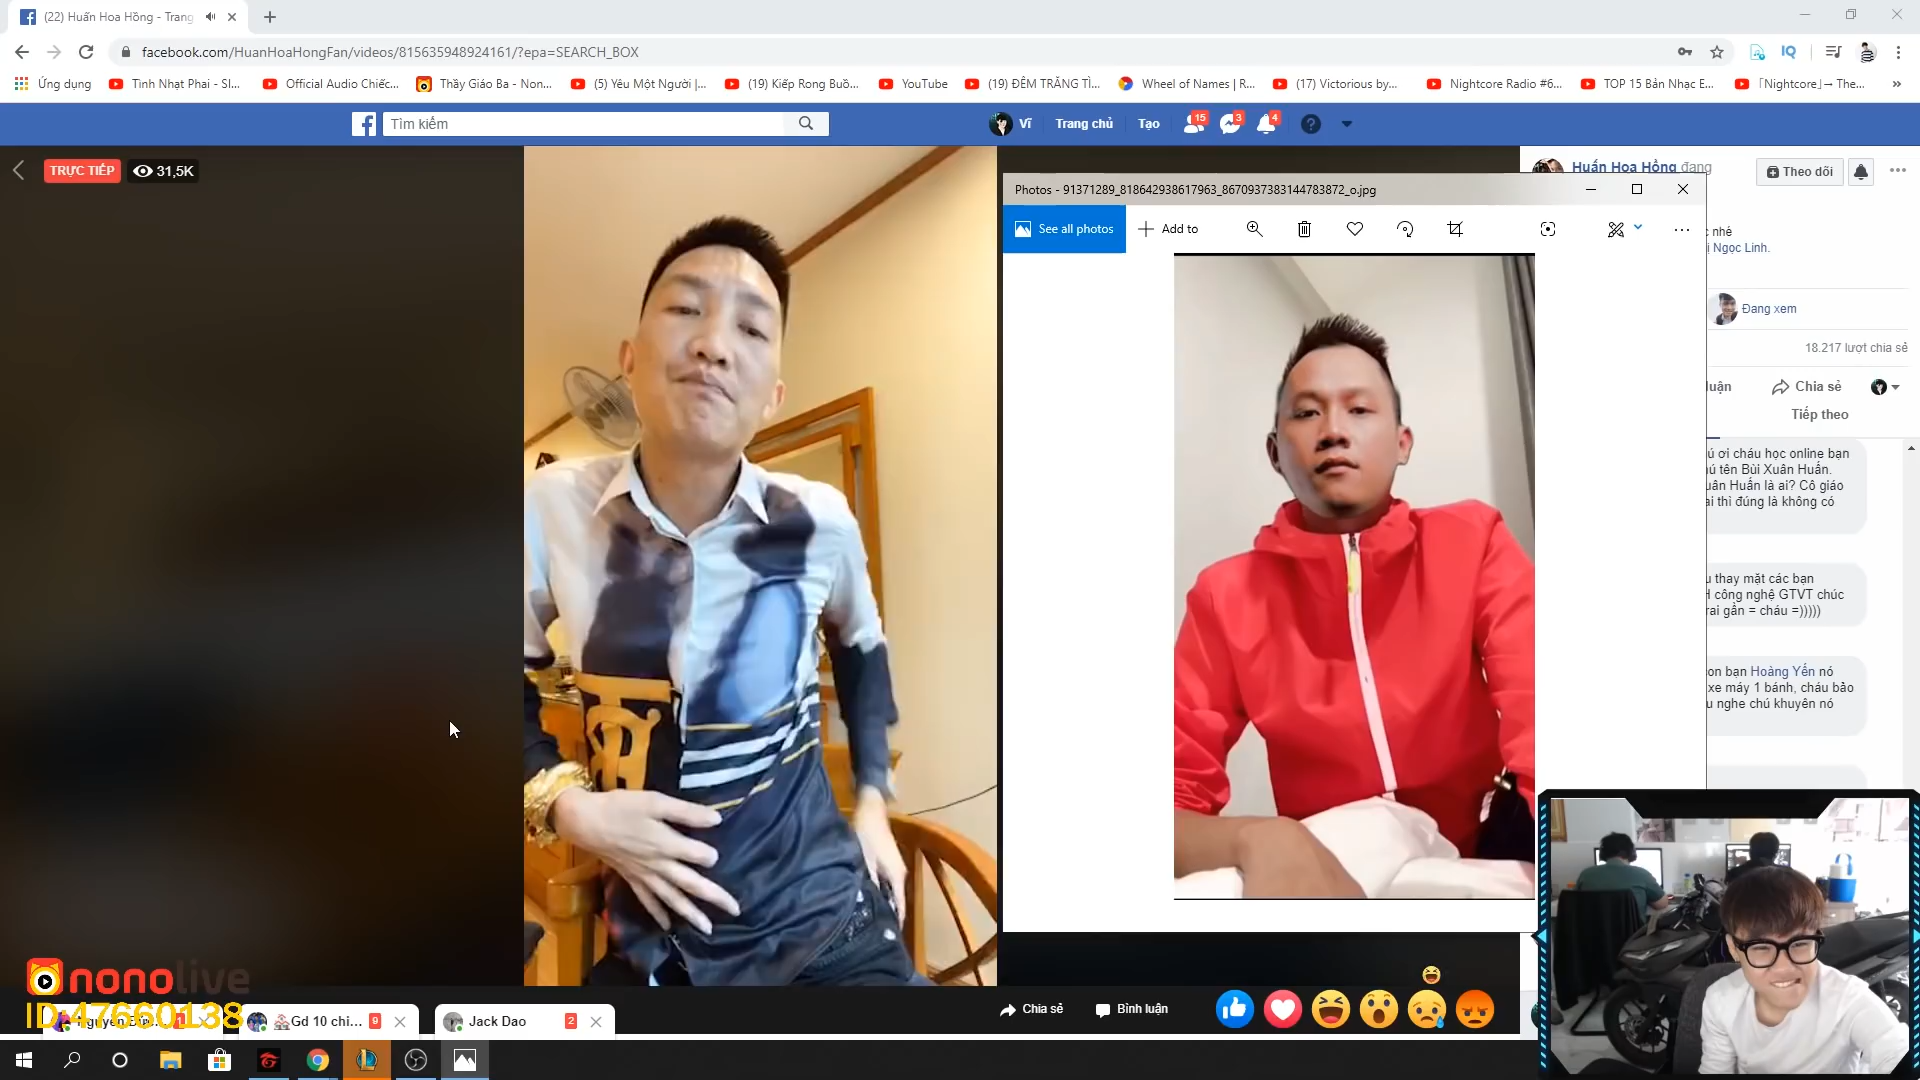 (22) Huấn Hoa Hồng - Trang
facebook.com/HuanHoaHongFan/videos/815635948924161/?epa=SEARCH_BOX
Ứng dụng
Tình Nhạt Phai - Sl...
Official Audio Chiếc...
Thầy Giáo Ba - Non...
(5) Yêu Một Người |...
(19) Kiếp Rong Buồ...
YouTube
(19) ĐÊM TRĂNG TÌ...
Wheel of Names | R...
(17) Victorious by...
Nightcore Radio #6...
TOP 15 Bản Nhạc E...
「Nightcore」→ The...
Tìm kiếm
Vĩ
Trang chủ
Tạo
15
3
4
TRỰC TIẾP
31,5K
Huấn Hoa Hồng đang
Theo dõi
Photos - 91371289_818642938617963_8670937383144783872_o.jpg
See all photos
Add to
nhé
Ngọc Linh.
Đang xem
18.217 lượt chia sẻ
luận
Chia sẻ
Tiếp theo
ú ơi cháu học online bạn
ú tên Bùi Xuân Huấn.
uân Huấn là ai? Cô giáo
ai thì đúng là không có
u thay mặt các bạn
H công nghệ GTVT chúc
rai gần = cháu =)))))
on bạn Hoàng Yến nó
xe máy 1 bánh, cháu bảo
u nghe chú khuyên nó
nonolive
ID:47660138
Gd 10 chi...
9
Jack Dao
2
Chia sẻ
Bình luận